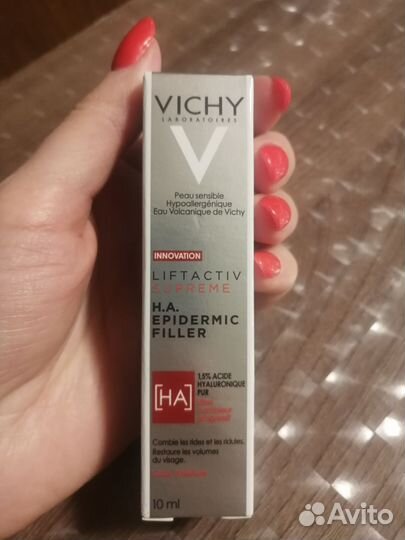 VICHY
LABORATOIRES
V
Peau sensible
Hypoallergénique
Eau Volcanique de Vichy
INNOVATION
LIFTACTIV
SUPREME
H.A.
EPIDERMIC
FILLER
[HA]
1,5% ACIDE
HYALURONIQUE
PUR
Comble les rides et les ridules.
Restaure les volumes
du visage.
10 ml
Avito